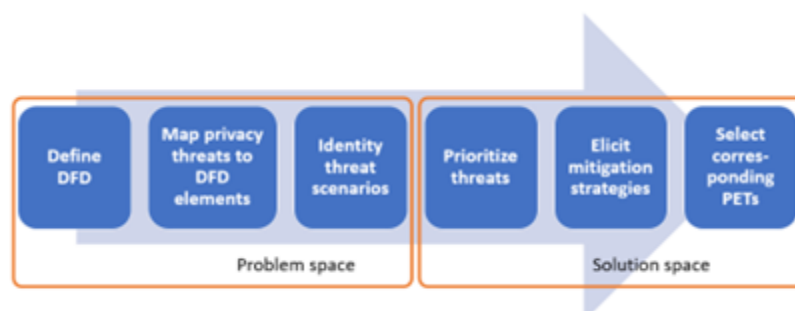 Define
DFD
Map privacy
threats to
DFD
elements
Identity
threat
scenarios
Prioritize
threats
Elicit
mitigation
strategies
Select
corres-
ponding
PETs
Problem space
Solution space